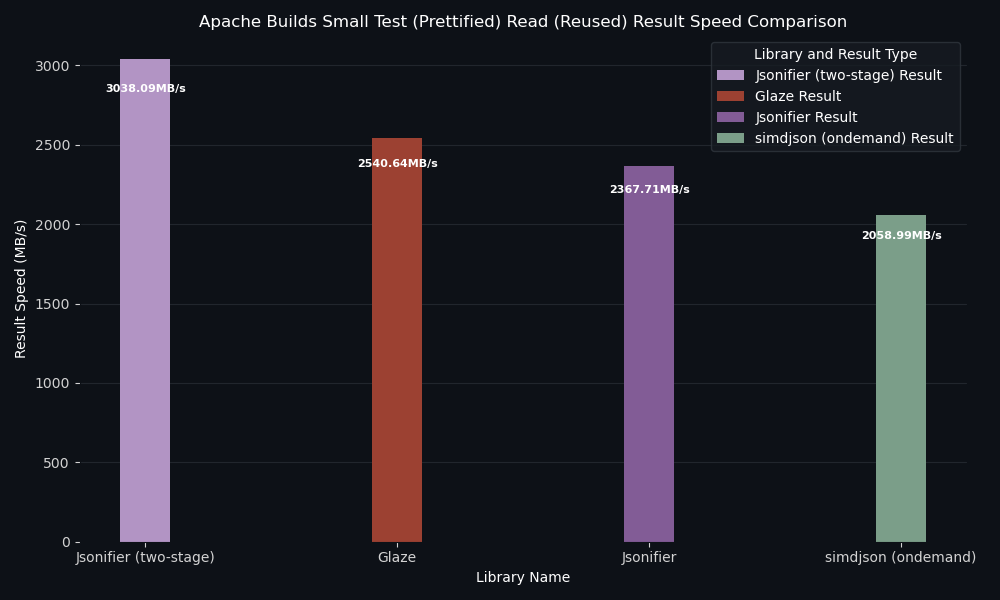 Apache Builds Small Test (Prettified) Read (Reused) Result Speed Comparison
Library and Result Type
Jsonifier (two-stage) Result
Glaze Result
Jsonifier Result
simdjson (ondemand) Result
Result Speed (MB/s)
3000
2500
2000
1500
1000
500
0
3038.09MB/s
2540.64MB/s
2367.71MB/s
2058.99MB/s
Jsonifier (two-stage)
Glaze
Jsonifier
simdjson (ondemand)
Library Name